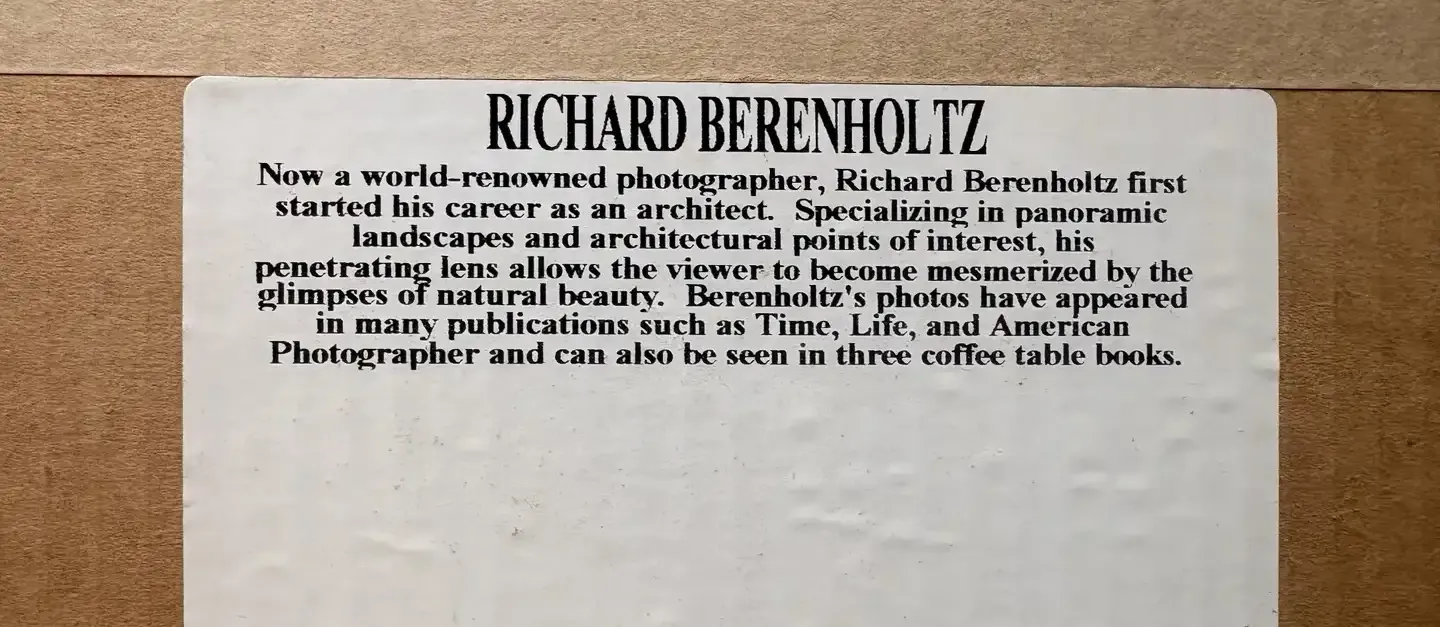 RICHARD BERENHOLTZ
Now a world-renowned photographer, Richard Berenholtz first
started his career as an architect.  Specializing in panoramic
landscapes and architectural points of interest, his
penetrating lens allows the viewer to become mesmerized by the
glimpses of natural beauty.  Berenholtz's photos have appeared
in many publications such as Time, Life, and American
Photographer and can also be seen in three coffee table books.